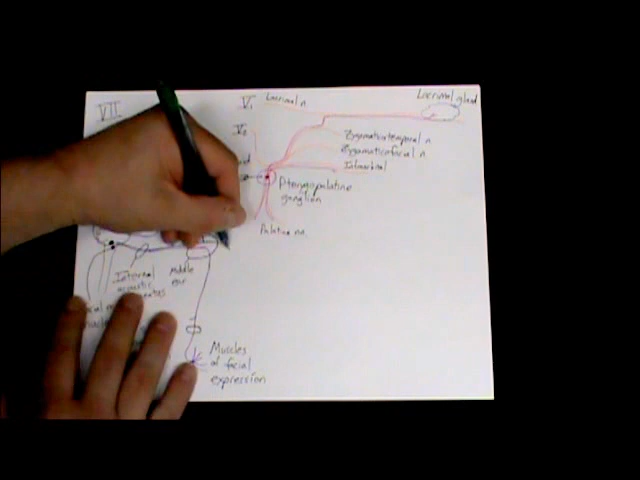 VII
V₁
Lacrimal n
Lacrimal gland
V₂
Zygomaticotemporal n
Zygomaticofacial n
Infraorbital
Pterygopalatine
ganglion
Palatine nn.
Internal
acoustic
Middle
ear
Muscles
of facial
expression